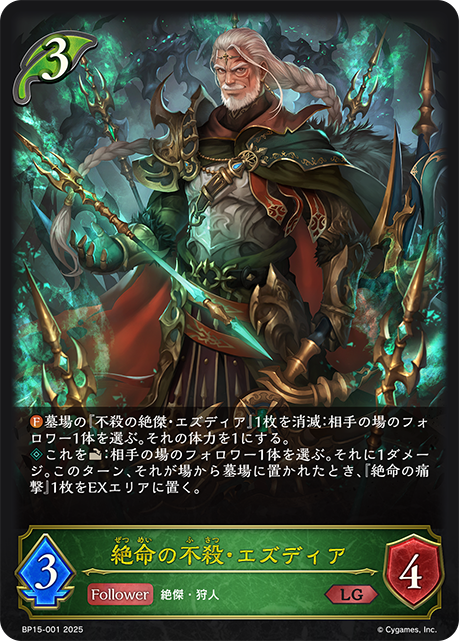 3
Ⓕ墓場の『不殺の絶傑・エズディア』1枚を消滅:相手の場のフォ
ロワー1体を選ぶ。それの体力を1にする。
これを:相手の場のフォロワー1体を選ぶ。それに1ダメー
ジ。このターン、それが場から墓場に置かれたとき、『絶命の痛
撃』1枚をEXエリアに置く。
ぜつ めい ふ さつ
絶命の不殺・エズディア
3
Follower 絶傑・狩人 LG
4
BP15-001 2025 © Cygames, Inc.